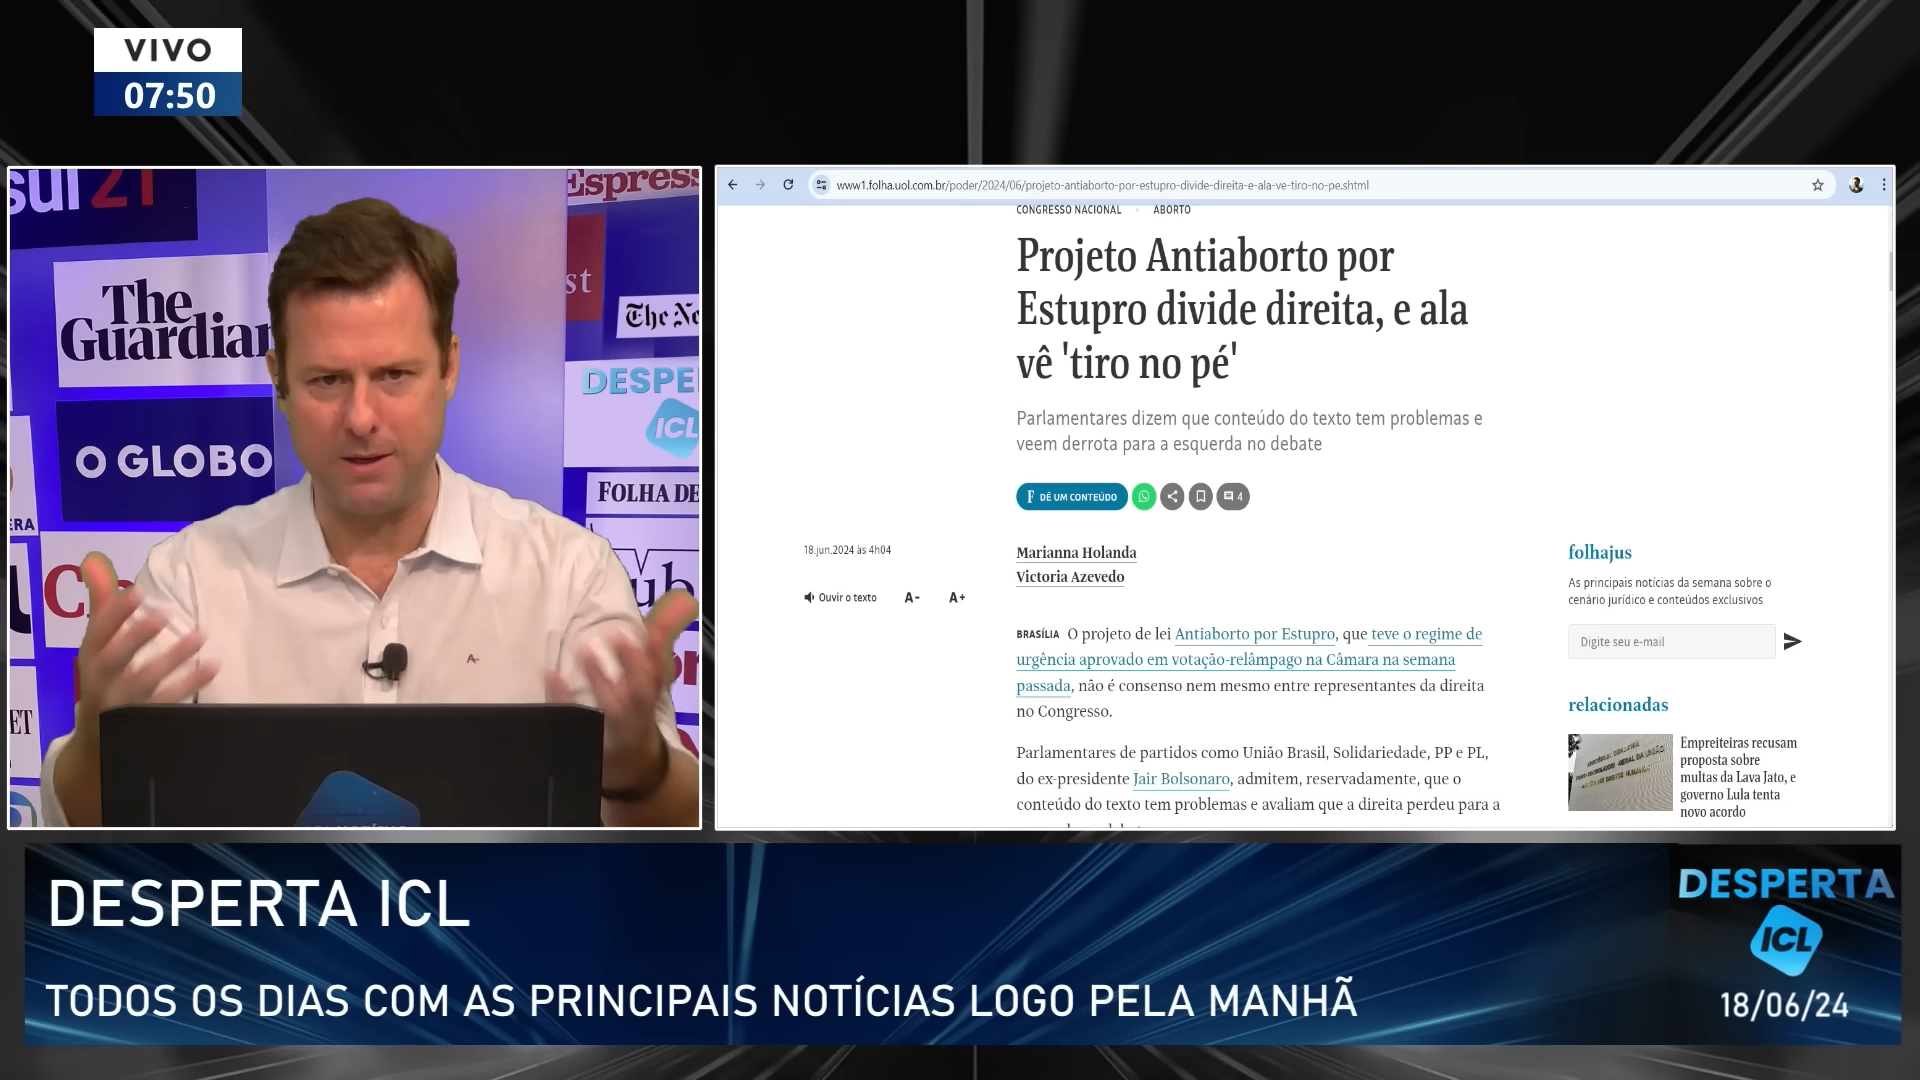 VIVO
07:50
sul21
Espress
The
Guardian
st
The Ne
DESPE
ICL
O GLOBO
FOLHA DE
ERA
ub
ET
www1.folha.uol.com.br/poder/2024/06/projeto-antiaborto-por-estupro-divide-direita-e-ala-ve-tiro-no-pe.shtml
CONGRESSO NACIONAL
ABORTO
Projeto Antiaborto por
Estupro divide direita, e ala
vê 'tiro no pé'
Parlamentares dizem que conteúdo do texto tem problemas e
veem derrota para a esquerda no debate
F DÊ UM CONTEÚDO
4
18.jun.2024 às 4h04
Ouvir o texto A- A+
Marianna Holanda
Victoria Azevedo
BRASÍLIA O projeto de lei Antiaborto por Estupro, que teve o regime de
urgência aprovado em votação-relâmpago na Câmara na semana
passada, não é consenso nem mesmo entre representantes da direita
no Congresso.
Parlamentares de partidos como União Brasil, Solidariedade, PP e PL,
do ex-presidente Jair Bolsonaro, admitem, reservadamente, que o
conteúdo do texto tem problemas e avaliam que a direita perdeu para a
folhajus
As principais notícias da semana sobre o
cenário jurídico e conteúdos exclusivos
Digite seu e-mail
relacionadas
Empreiteiras recusam
proposta sobre
multas da Lava Jato, e
governo Lula tenta
novo acordo
DESPERTA ICL
TODOS OS DIAS COM AS PRINCIPAIS NOTÍCIAS LOGO PELA MANHÃ
DESPERTA
ICL
18/06/24